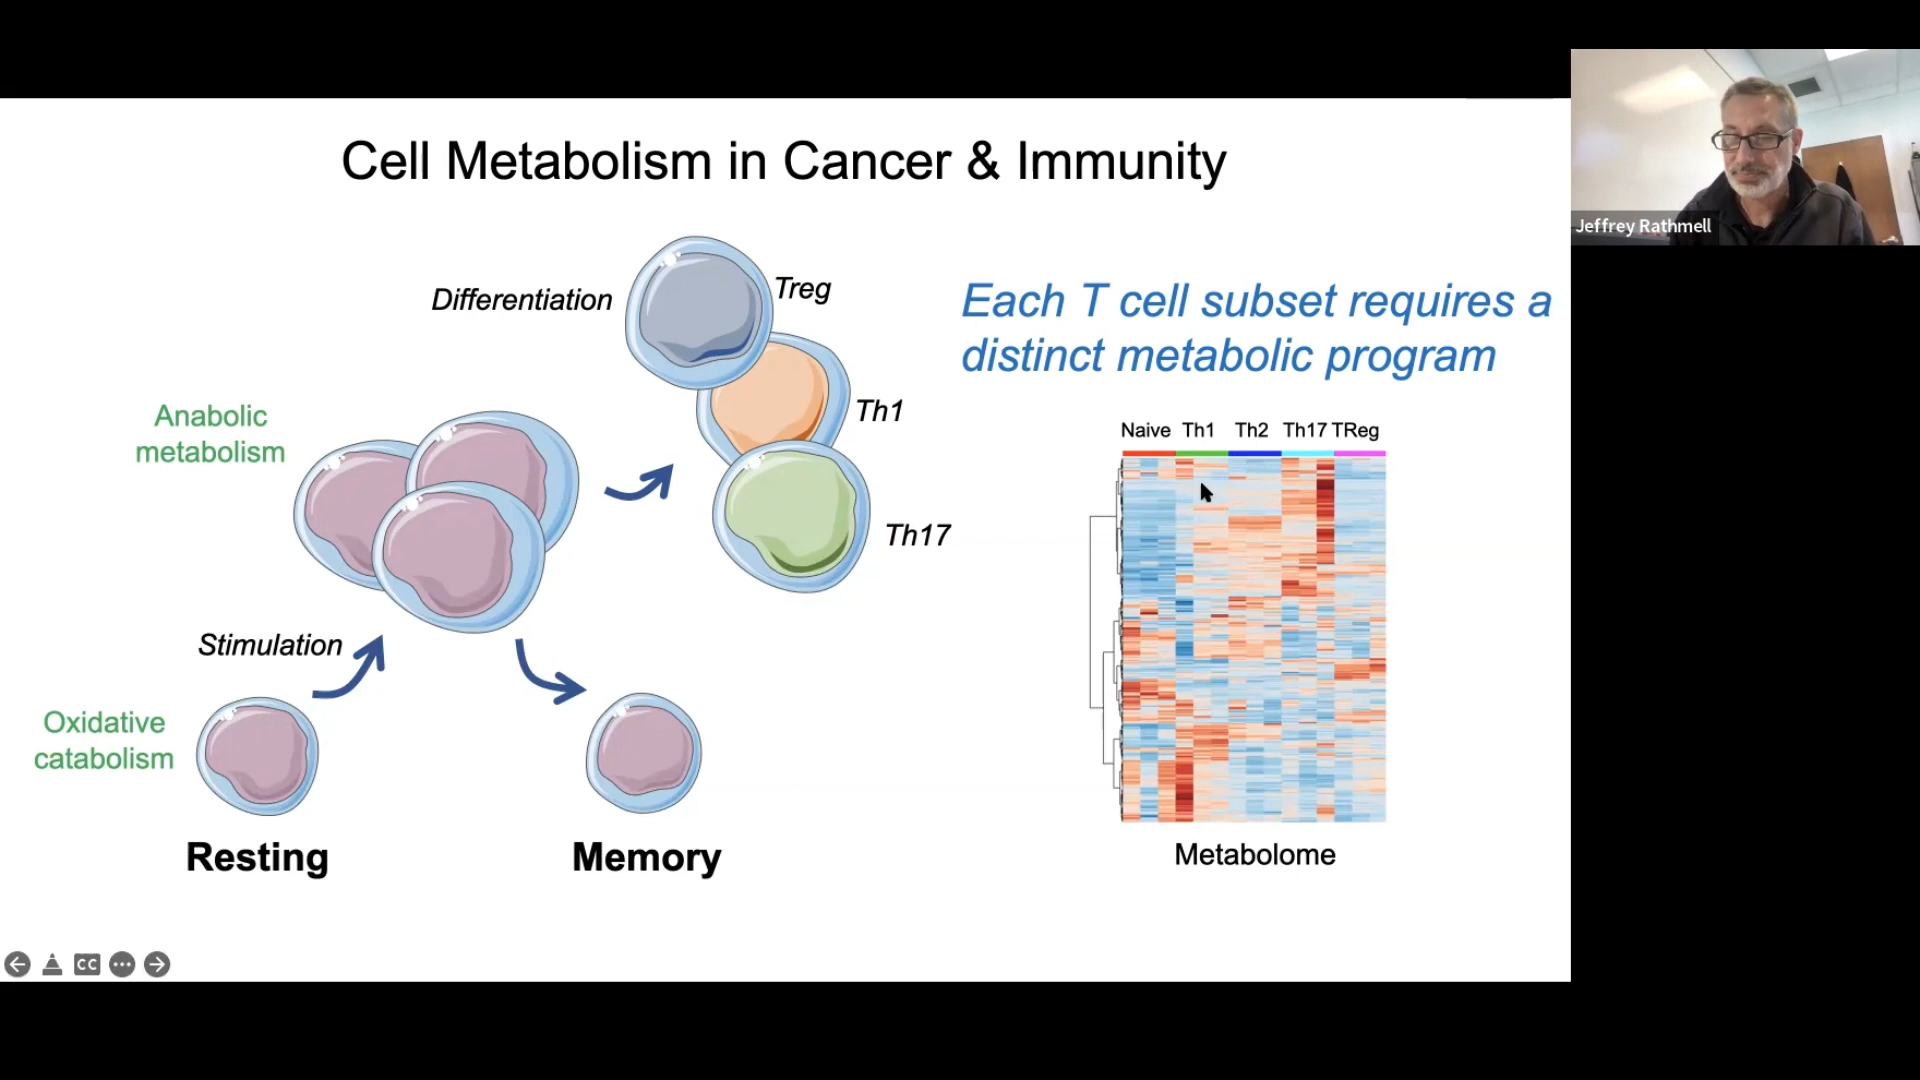 Cell Metabolism in Cancer & Immunity
Jeffrey Rathmell
Differentiation
Treg
Each T cell subset requires a
distinct metabolic program
Anabolic
metabolism
Th1
Th17
Naive Th1 Th2 Th17 TReg
Stimulation
Oxidative
catabolism
Resting
Memory
Metabolome
CC